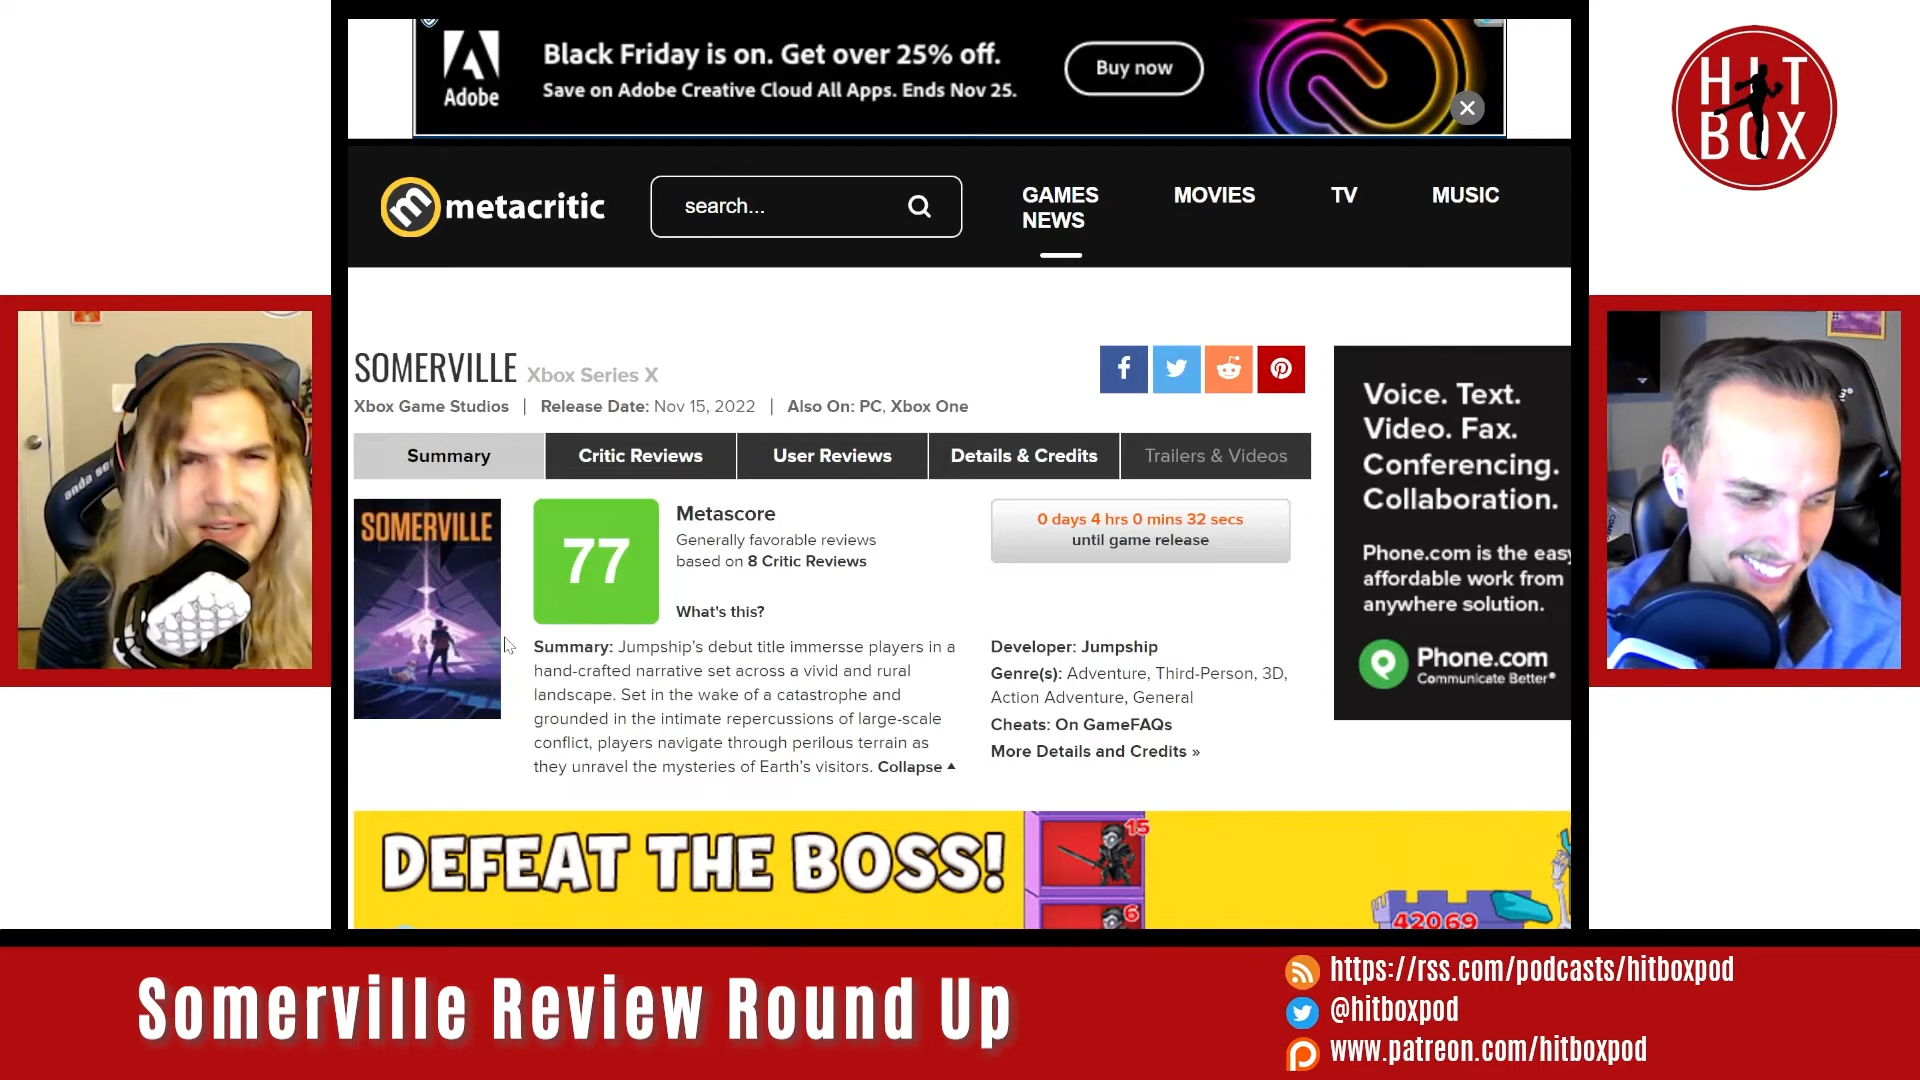 Black Friday is on. Get over 25% off.
Save on Adobe Creative Cloud All Apps. Ends Nov 25.
Adobe
Buy now
HIT
BOX
metacritic
search...
GAMES
MOVIES
TV
MUSIC
NEWS
SOMERVILLE Xbox Series X
Xbox Game Studios | Release Date: Nov 15, 2022 | Also On: PC, Xbox One
Summary
Critic Reviews
User Reviews
Details & Credits
Trailers & Videos
SOMERVILLE
77
Metascore
Generally favorable reviews
based on 8 Critic Reviews
What's this?
0 days 4 hrs 0 mins 32 secs
until game release
Summary: Jumpship's debut title immersse players in a
hand-crafted narrative set across a vivid and rural
landscape. Set in the wake of a catastrophe and
grounded in the intimate repercussions of large-scale
conflict, players navigate through perilous terrain as
they unravel the mysteries of Earth's visitors. Collapse
Developer: Jumpship
Genre(s): Adventure, Third-Person, 3D,
Action Adventure, General
Cheats: On GameFAQs
More Details and Credits »
Voice. Text.
Video. Fax.
Conferencing.
Collaboration.
Phone.com is the easy
affordable work from
anywhere solution.
Phone.com
Communicate Better®
anda sea
DEFEAT THE BOSS!
15
6
42069
Somerville Review Round Up
https://rss.com/podcasts/hitboxpod
@hitboxpod
www.patreon.com/hitboxpod